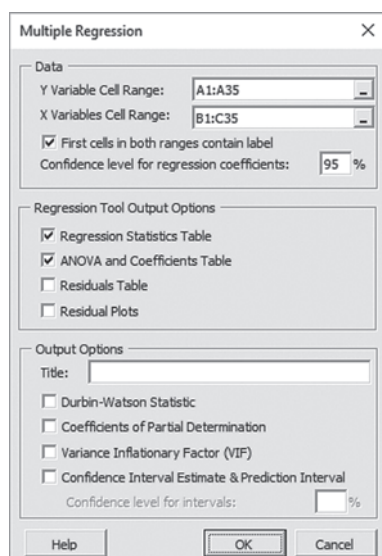 Multiple Regression
Data
Y Variable Cell Range: A1:A35
X Variables Cell Range: B1:C35
First cells in both ranges contain label
Confidence level for regression coefficients: 95 %
Regression Tool Output Options
Regression Statistics Table
ANOVA and Coefficients Table
Residuals Table
Residual Plots
Output Options
Title:
Durbin-Watson Statistic
Coefficients of Partial Determination
Variance Inflationary Factor (VIF)
Confidence Interval Estimate & Prediction Interval
Confidence level for intervals: %
Help OK Cancel